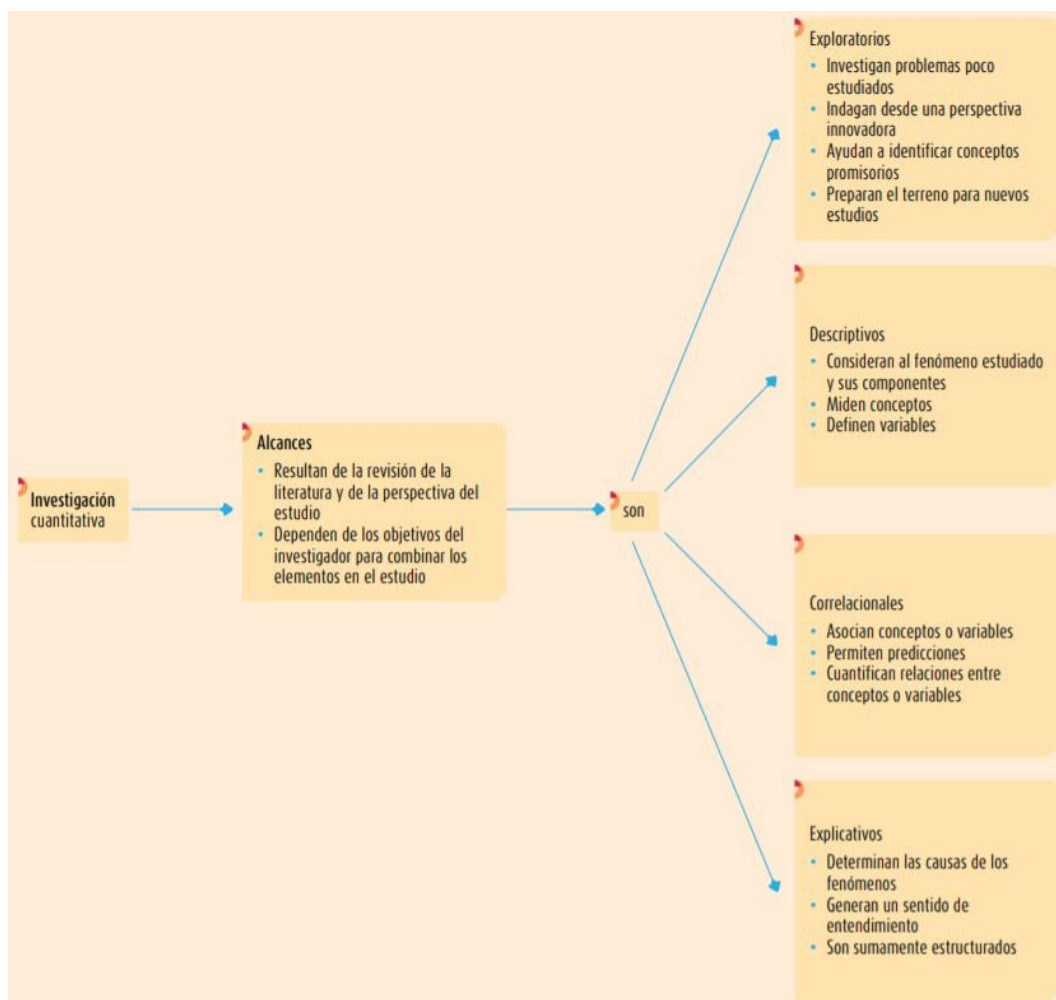 Investigación
cuantitativa
Alcances
• Resultan de la revisión de la
literatura y de la perspectiva del
estudio
• Dependen de los objetivos del
investigador para combinar los
elementos en el estudio
son
Exploratorios
• Investigan problemas poco
estudiados
• Indagan desde una perspectiva
innovadora
• Ayudan a identificar conceptos
promisorios
• Preparan el terreno para nuevos
estudios
Descriptivos
• Consideran al fenómeno estudiado
y sus componentes
• Miden conceptos
• Definen variables
Correlacionales
• Asocian conceptos o variables
• Permiten predicciones
• Cuantifican relaciones entre
conceptos o variables
Explicativos
• Determinan las causas de los
fenómenos
• Generan un sentido de
entendimiento
• Son sumamente estructurados